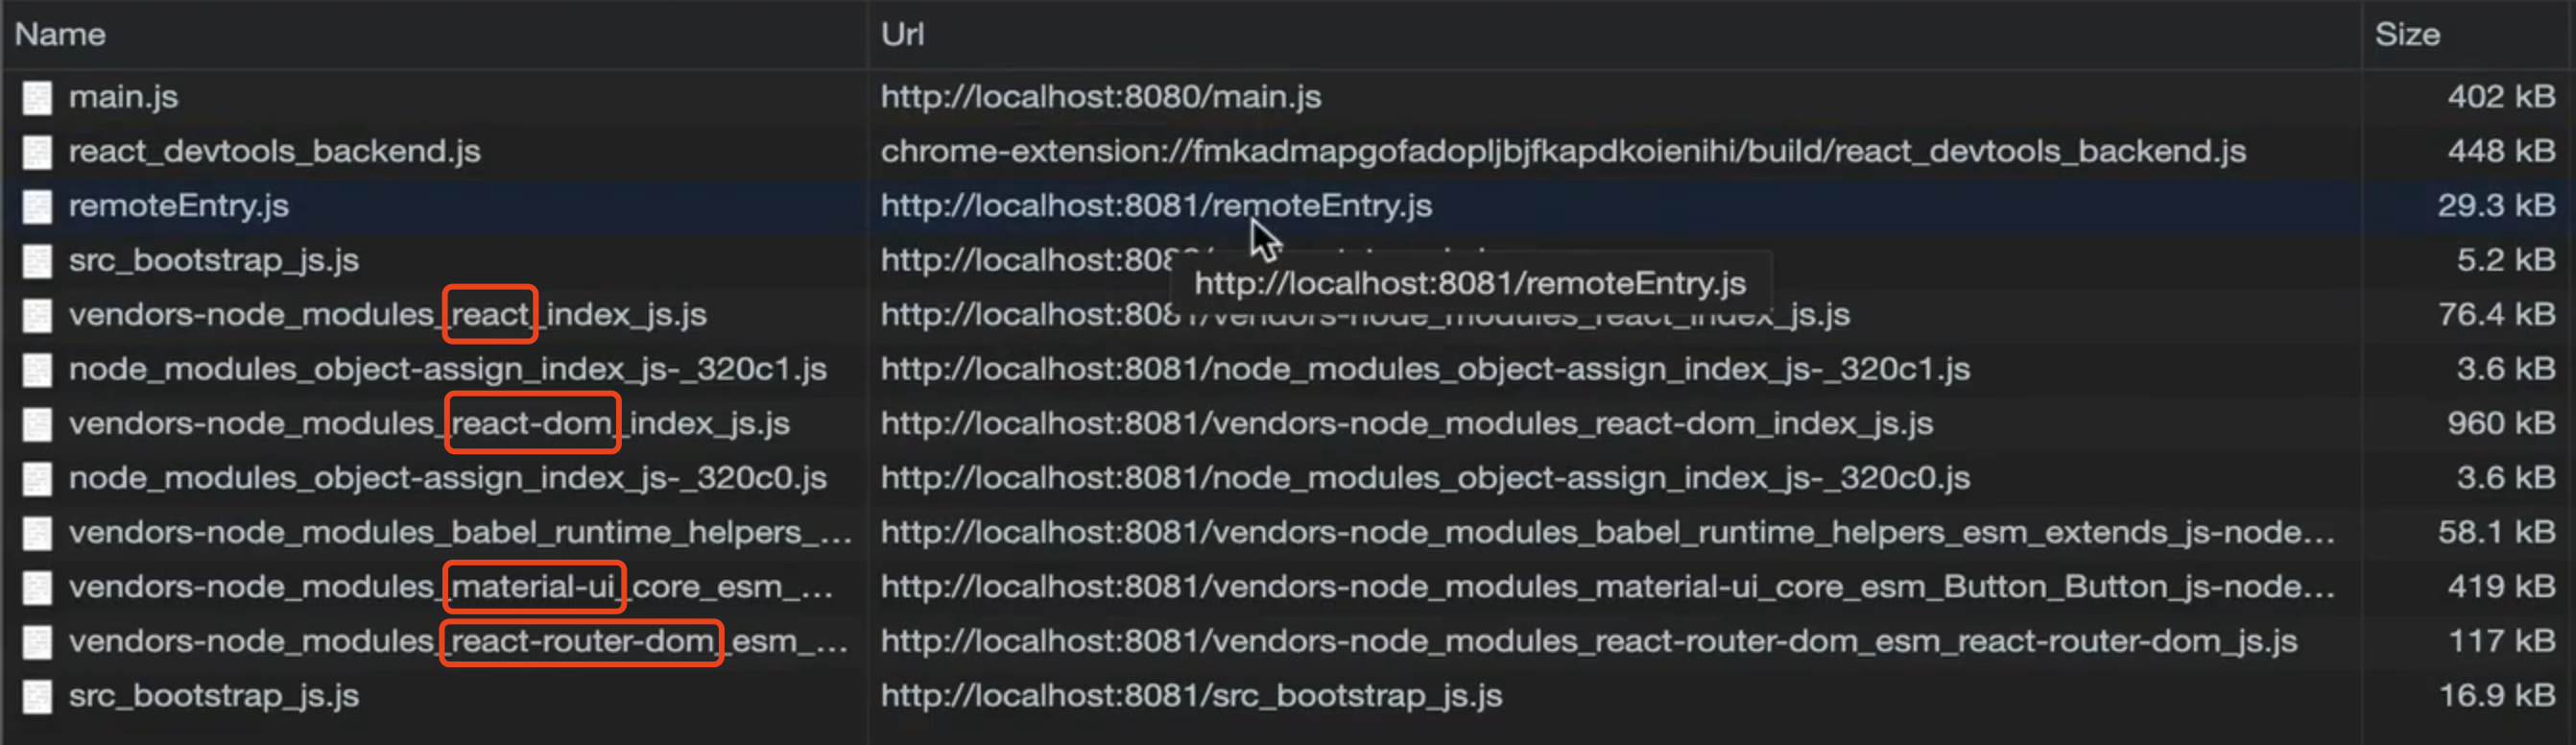 Name Url Size
main.js http://localhost:8080/main.js 402 kB
react_devtools_backend.js chrome-extension://fmkadmapgofadopljbjfkapdkoienihi/build/react_devtools_backend.js 448 kB
remoteEntry.js http://localhost:8081/remoteEntry.js 29.3 kB
src_bootstrap_js.js 5.2 kB
http://localhost:8081/remoteEntry.js
vendors-node_modules_react_index_js.js http://localhost:8081/vendors-node_modules_react_index_js.js 76.4 kB
node_modules_object-assign_index_js-_320c1.js http://localhost:8081/node_modules_object-assign_index_js-_320c1.js 3.6 kB
vendors-node_modules_react-dom_index_js.js http://localhost:8081/vendors-node_modules_react-dom_index_js.js 960 kB
node_modules_object-assign_index_js-_320c0.js http://localhost:8081/node_modules_object-assign_index_js-_320c0.js 3.6 kB
vendors-node_modules_babel_runtime_helpers_... http://localhost:8081/vendors-node_modules_babel_runtime_helpers_esm_extends_js-node... 58.1 kB
vendors-node_modules_material-ui_core_esm_... http://localhost:8081/vendors-node_modules_material-ui_core_esm_Button_Button_js-node... 419 kB
vendors-node_modules_react-router-dom_esm_... http://localhost:8081/vendors-node_modules_react-router-dom_esm_react-router-dom_js.js 117 kB
src_bootstrap_js.js http://localhost:8081/src_bootstrap_js.js 16.9 kB